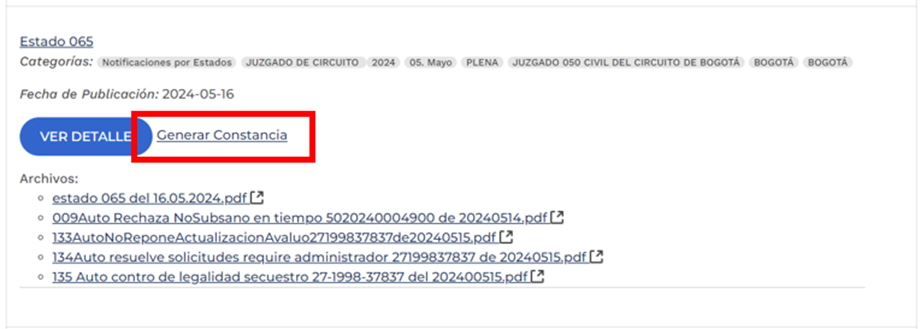 Estado 065
Categorías: Notificaciones por Estados JUZGADO DE CIRCUITO 2024 05. Mayo PLENA JUZGADO 050 CIVIL DEL CIRCUITO DE BOGOTÁ BOGOTÁ BOGOTÁ
Fecha de Publicación: 2024-05-16
VER DETALLE Generar Constancia
Archivos:
estado 065 del 16.05.2024.pdf
009Auto Rechaza NoSubsano en tiempo 5020240004900 de 20240514.pdf
133AutoNoReponeActualizacionAvaluo27199837837de20240515.pdf
134Auto resuelve solicitudes require administrador 27199837837 de 20240515.pdf
135 Auto contro de legalidad secuestro 27-1998-37837 del 202400515.pdf